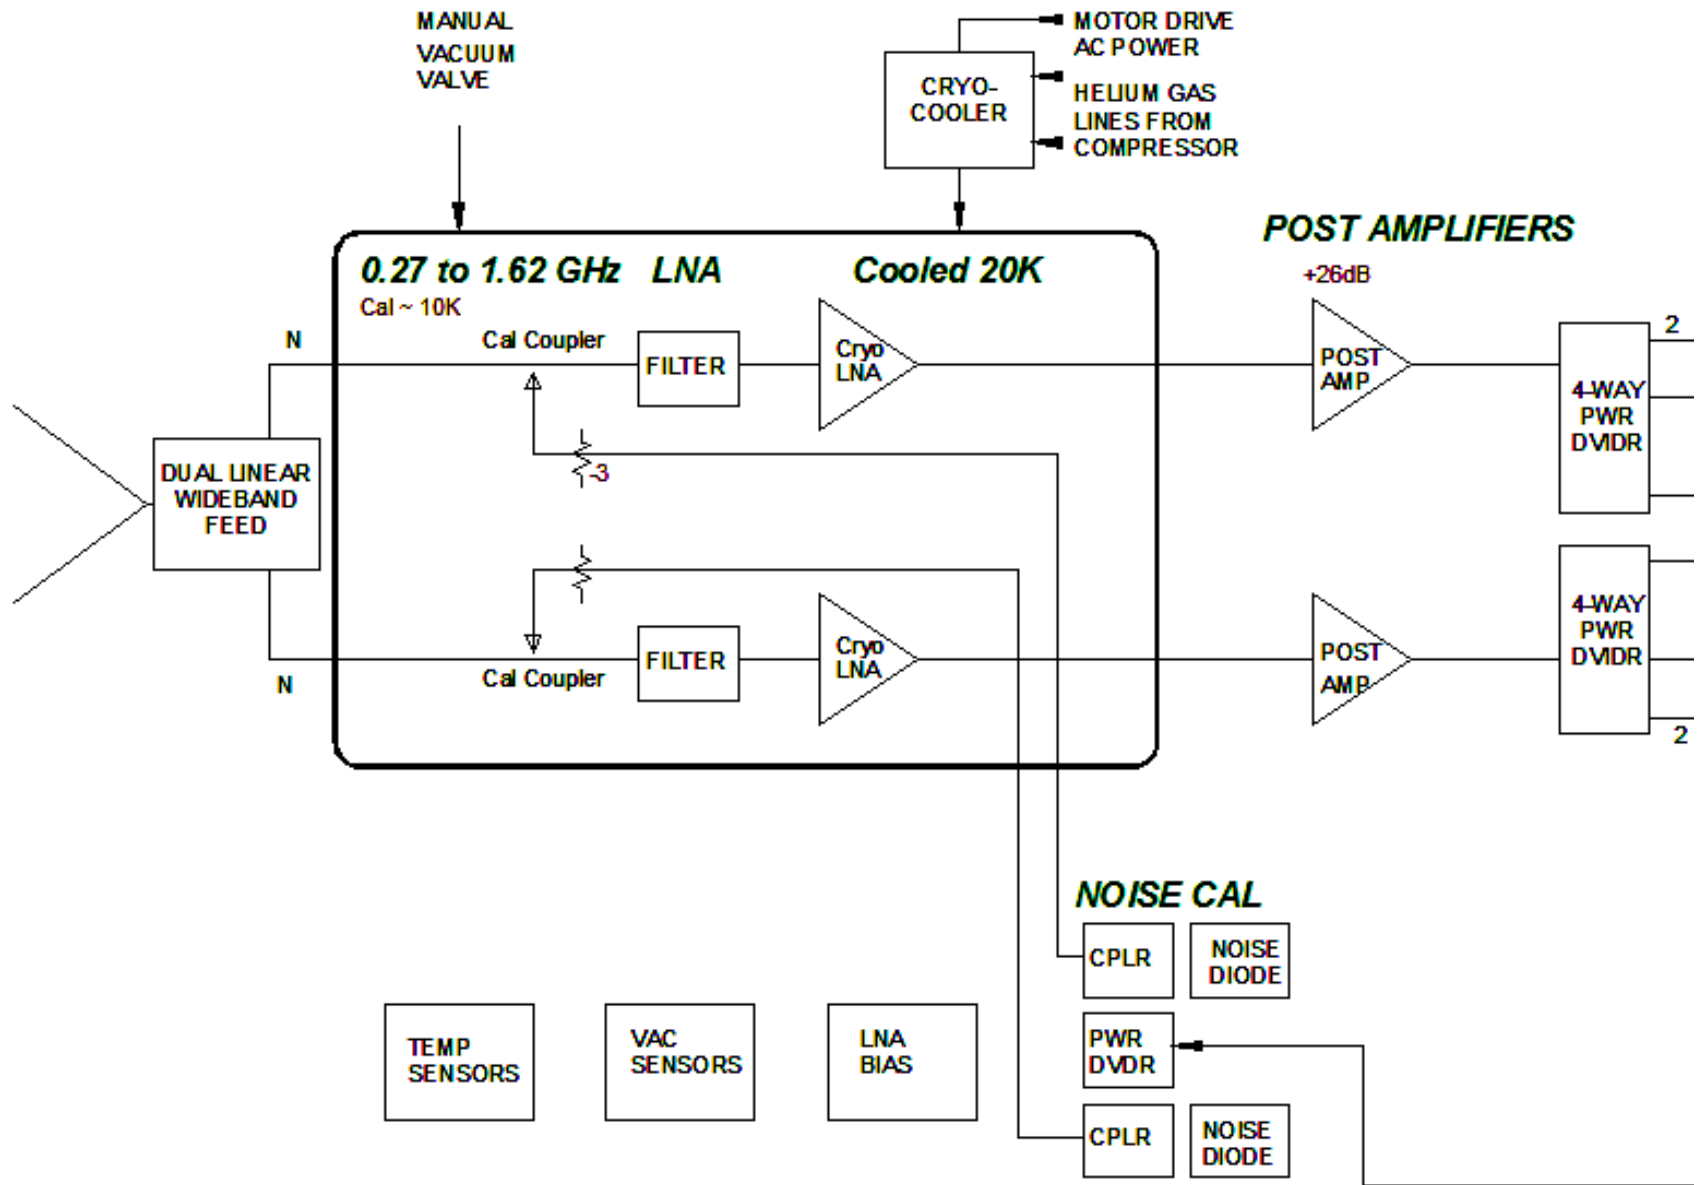 MANUAL
VACUUM
VALVE
MOTOR DRIVE
AC POWER
CRYO-
COOLER
HELIUM GAS
LINES FROM
COMPRESSOR
POST AMPLIFIERS
+26dB
0.27 to 1.62 GHz LNA
Cooled 20K
Cal ~ 10K
N
Cal Coupler
FILTER
Cryo
LNA
POST
AMP
2
4-WAY
PWR
DVIDR
-3
DUAL LINEAR
WIDEBAND
FEED
N
Cal Coupler
FILTER
Cryo
LNA
POST
AMP
4-WAY
PWR
DVIDR
2
NOISE CAL
CPLR
NOISE
DIODE
PWR
DVDR
CPLR
NOISE
DIODE
TEMP
SENSORS
VAC
SENSORS
LNA
BIAS